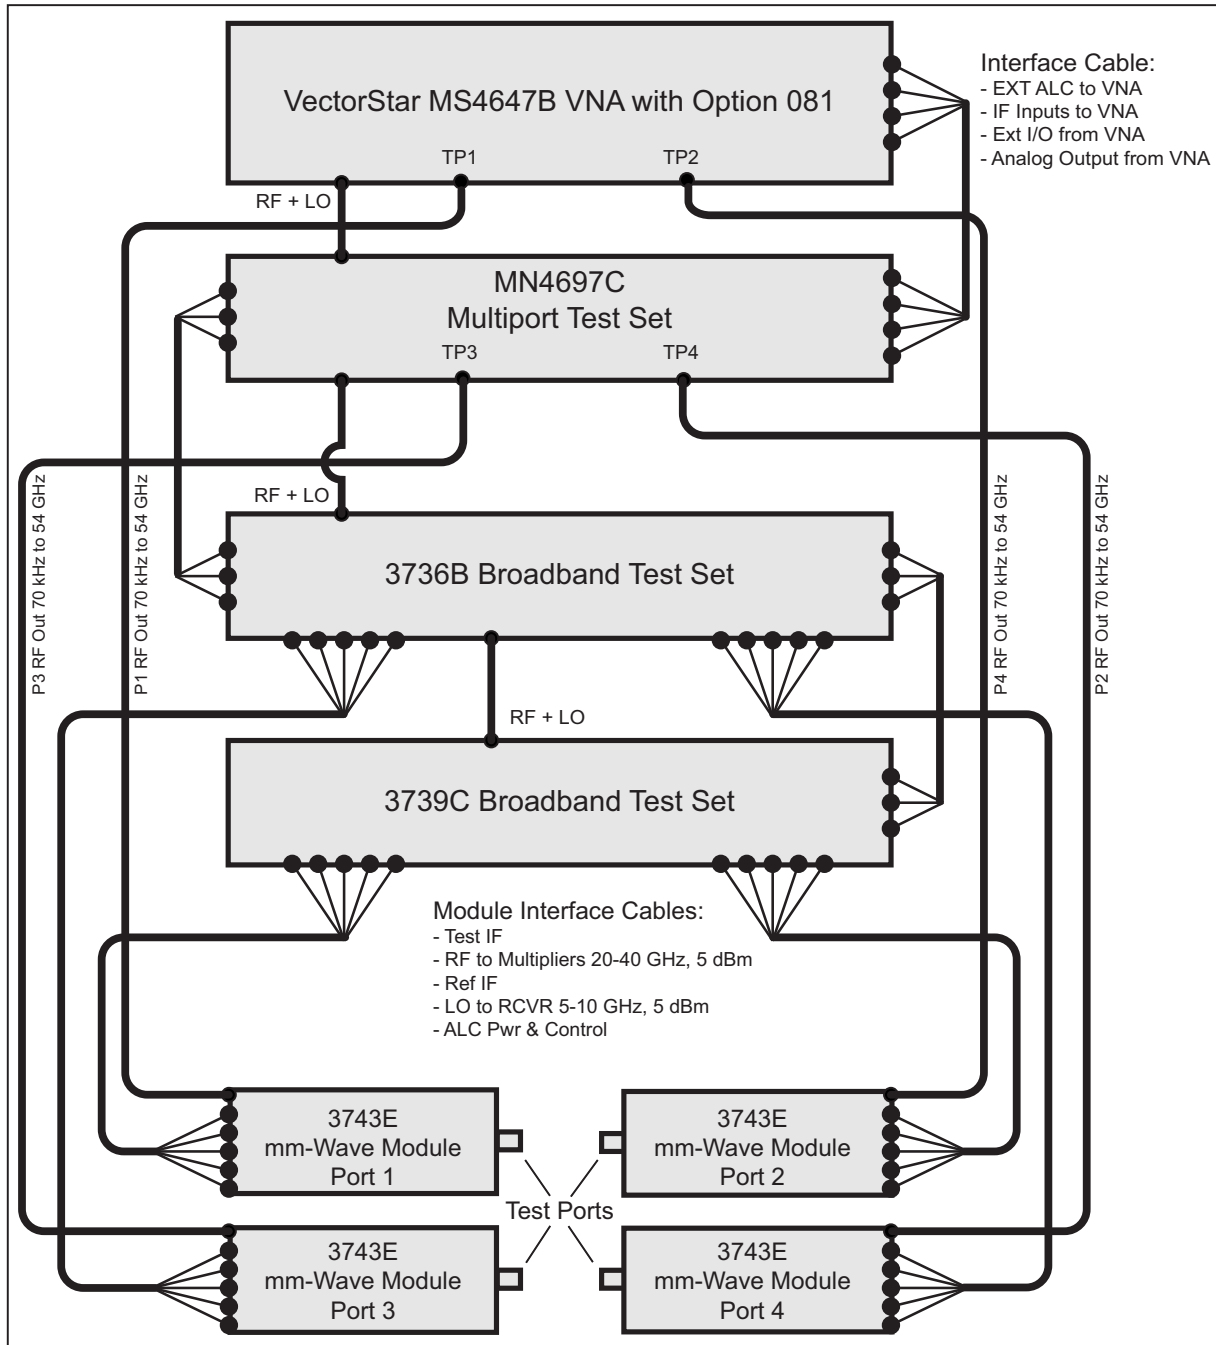 VectorStar MS4647B VNA with Option 081
TP1
TP2
Interface Cable:
- EXT ALC to VNA
- IF Inputs to VNA
- Ext I/O from VNA
- Analog Output from VNA
RF + LO
MN4697C
Multiport Test Set
TP3
TP4
RF + LO
P3 RF Out 70 kHz to 54 GHz
P1 RF Out 70 kHz to 54 GHz
P4 RF Out 70 kHz to 54 GHz
P2 RF Out 70 kHz to 54 GHz
3736B Broadband Test Set
RF + LO
3739C Broadband Test Set
Module Interface Cables:
- Test IF
- RF to Multipliers 20-40 GHz, 5 dBm
- Ref IF
- LO to RCVR 5-10 GHz, 5 dBm
- ALC Pwr & Control
3743E
mm-Wave Module
Port 1
3743E
mm-Wave Module
Port 2
Test Ports
3743E
mm-Wave Module
Port 3
3743E
mm-Wave Module
Port 4